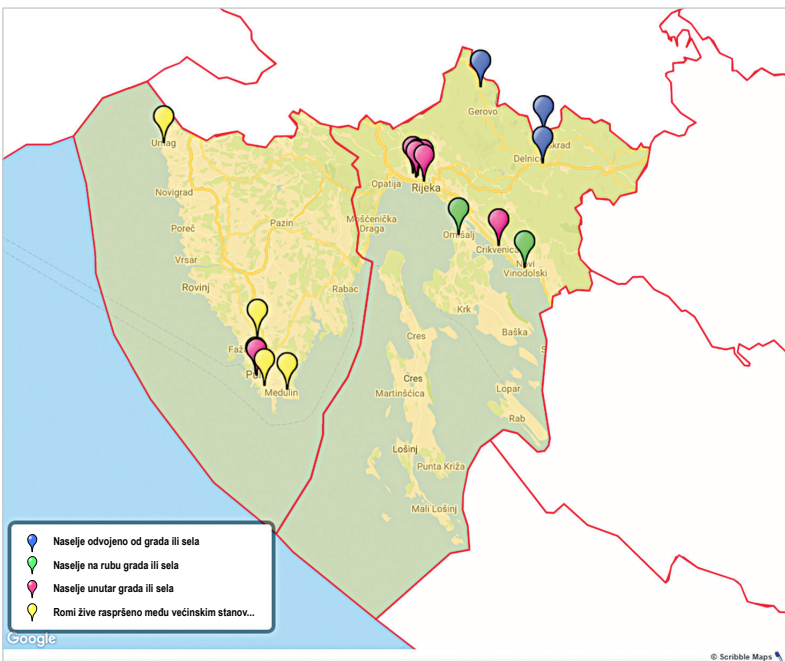 Gerovo
Umag
Delnice
Opatija
Rijeka
Novigrad
Mošćenička
Draga
Pazin
Omišalj
Poreč
Crikvenica
Novi
Vinodolski
Vrsar
Rovinj
Rabac
Krk
Baška
Cres
Medulin
Cres
Martinšćica
Lopar
Rab
Lošinj
Punta Križa
Mali Lošinj
Naselje odvojeno od grada ili sela
Naselje na rubu grada ili sela
Naselje unutar grada ili sela
Romi žive raspršeno među većinskim stanov...
Google
© Scribble Maps